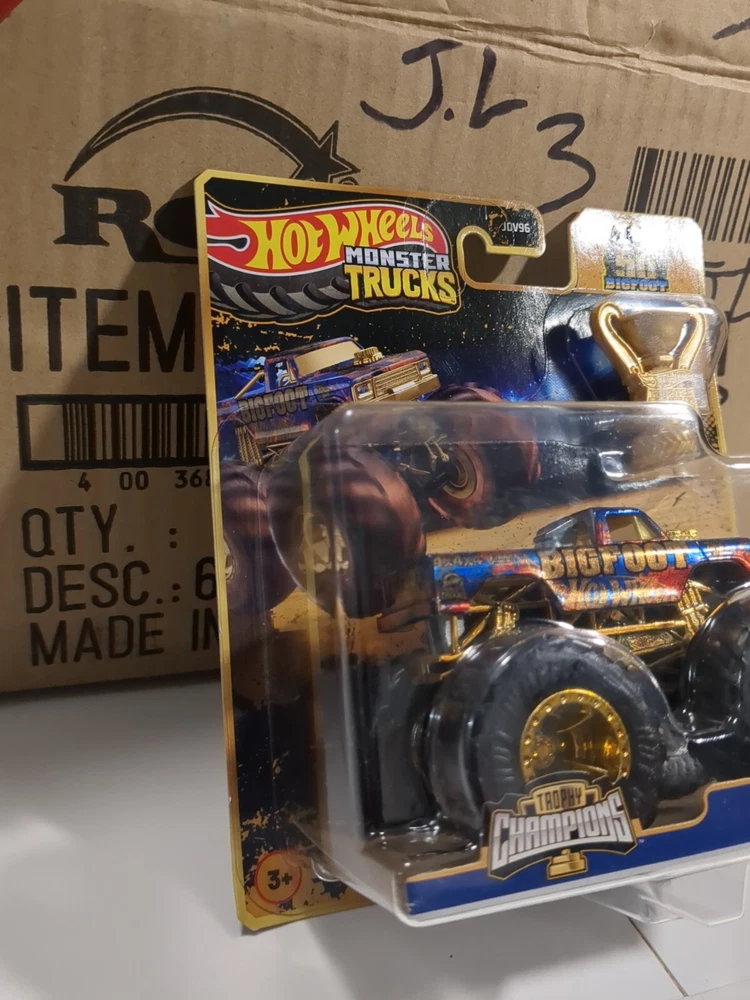 J.L
3
ITEM
4 00 368
QTY. :
DESC.: 6
MADE IN
HOT WHEELS
MONSTER
TRUCKS
JDV96
BIGFOOT
BIGFOOT
BIGFOOT
TROPHY
CHAMPIONS
3+